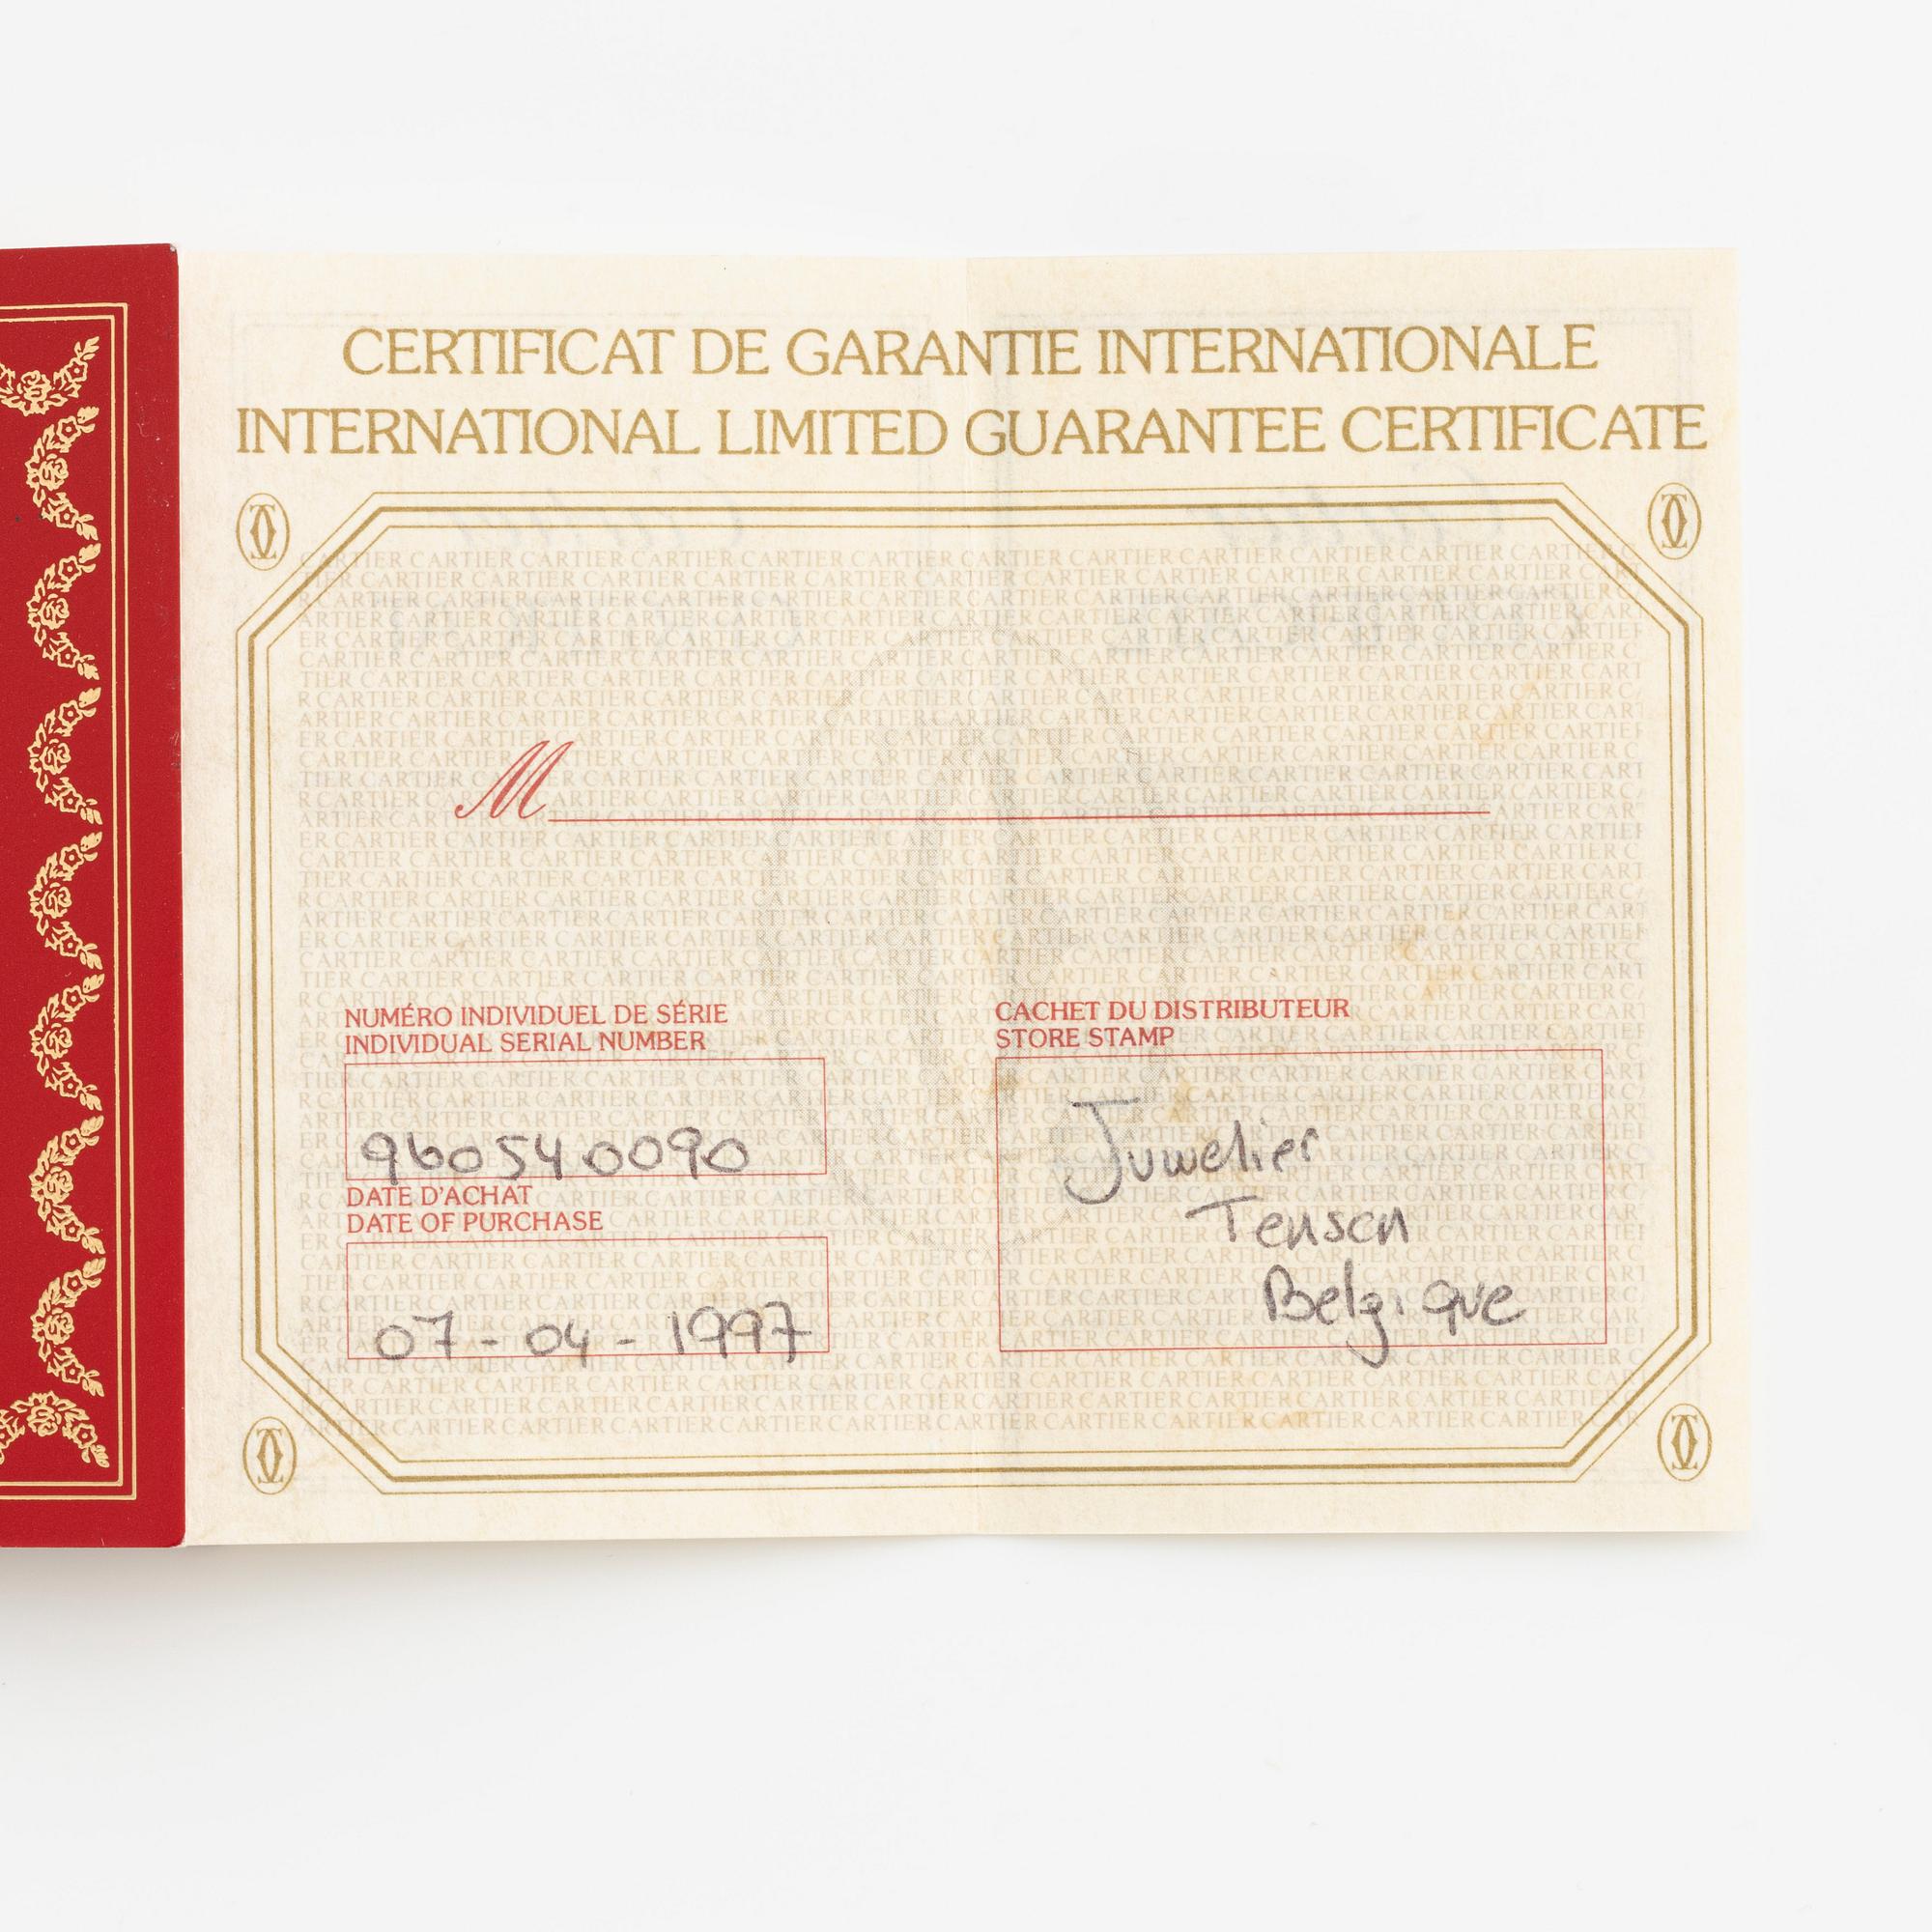 CERTIFICAT DE GARANTIE INTERNATIONALE
INTERNATIONAL LIMITED GUARANTEE CERTIFICATE
M
NUMÉRO INDIVIDUEL DE SÉRIE
INDIVIDUAL SERIAL NUMBER
960540090
DATE D'ACHAT
DATE OF PURCHASE
07-04-1997
CACHET DU DISTRIBUTEUR
STORE STAMP
Juwelier
Tensen
Belgique